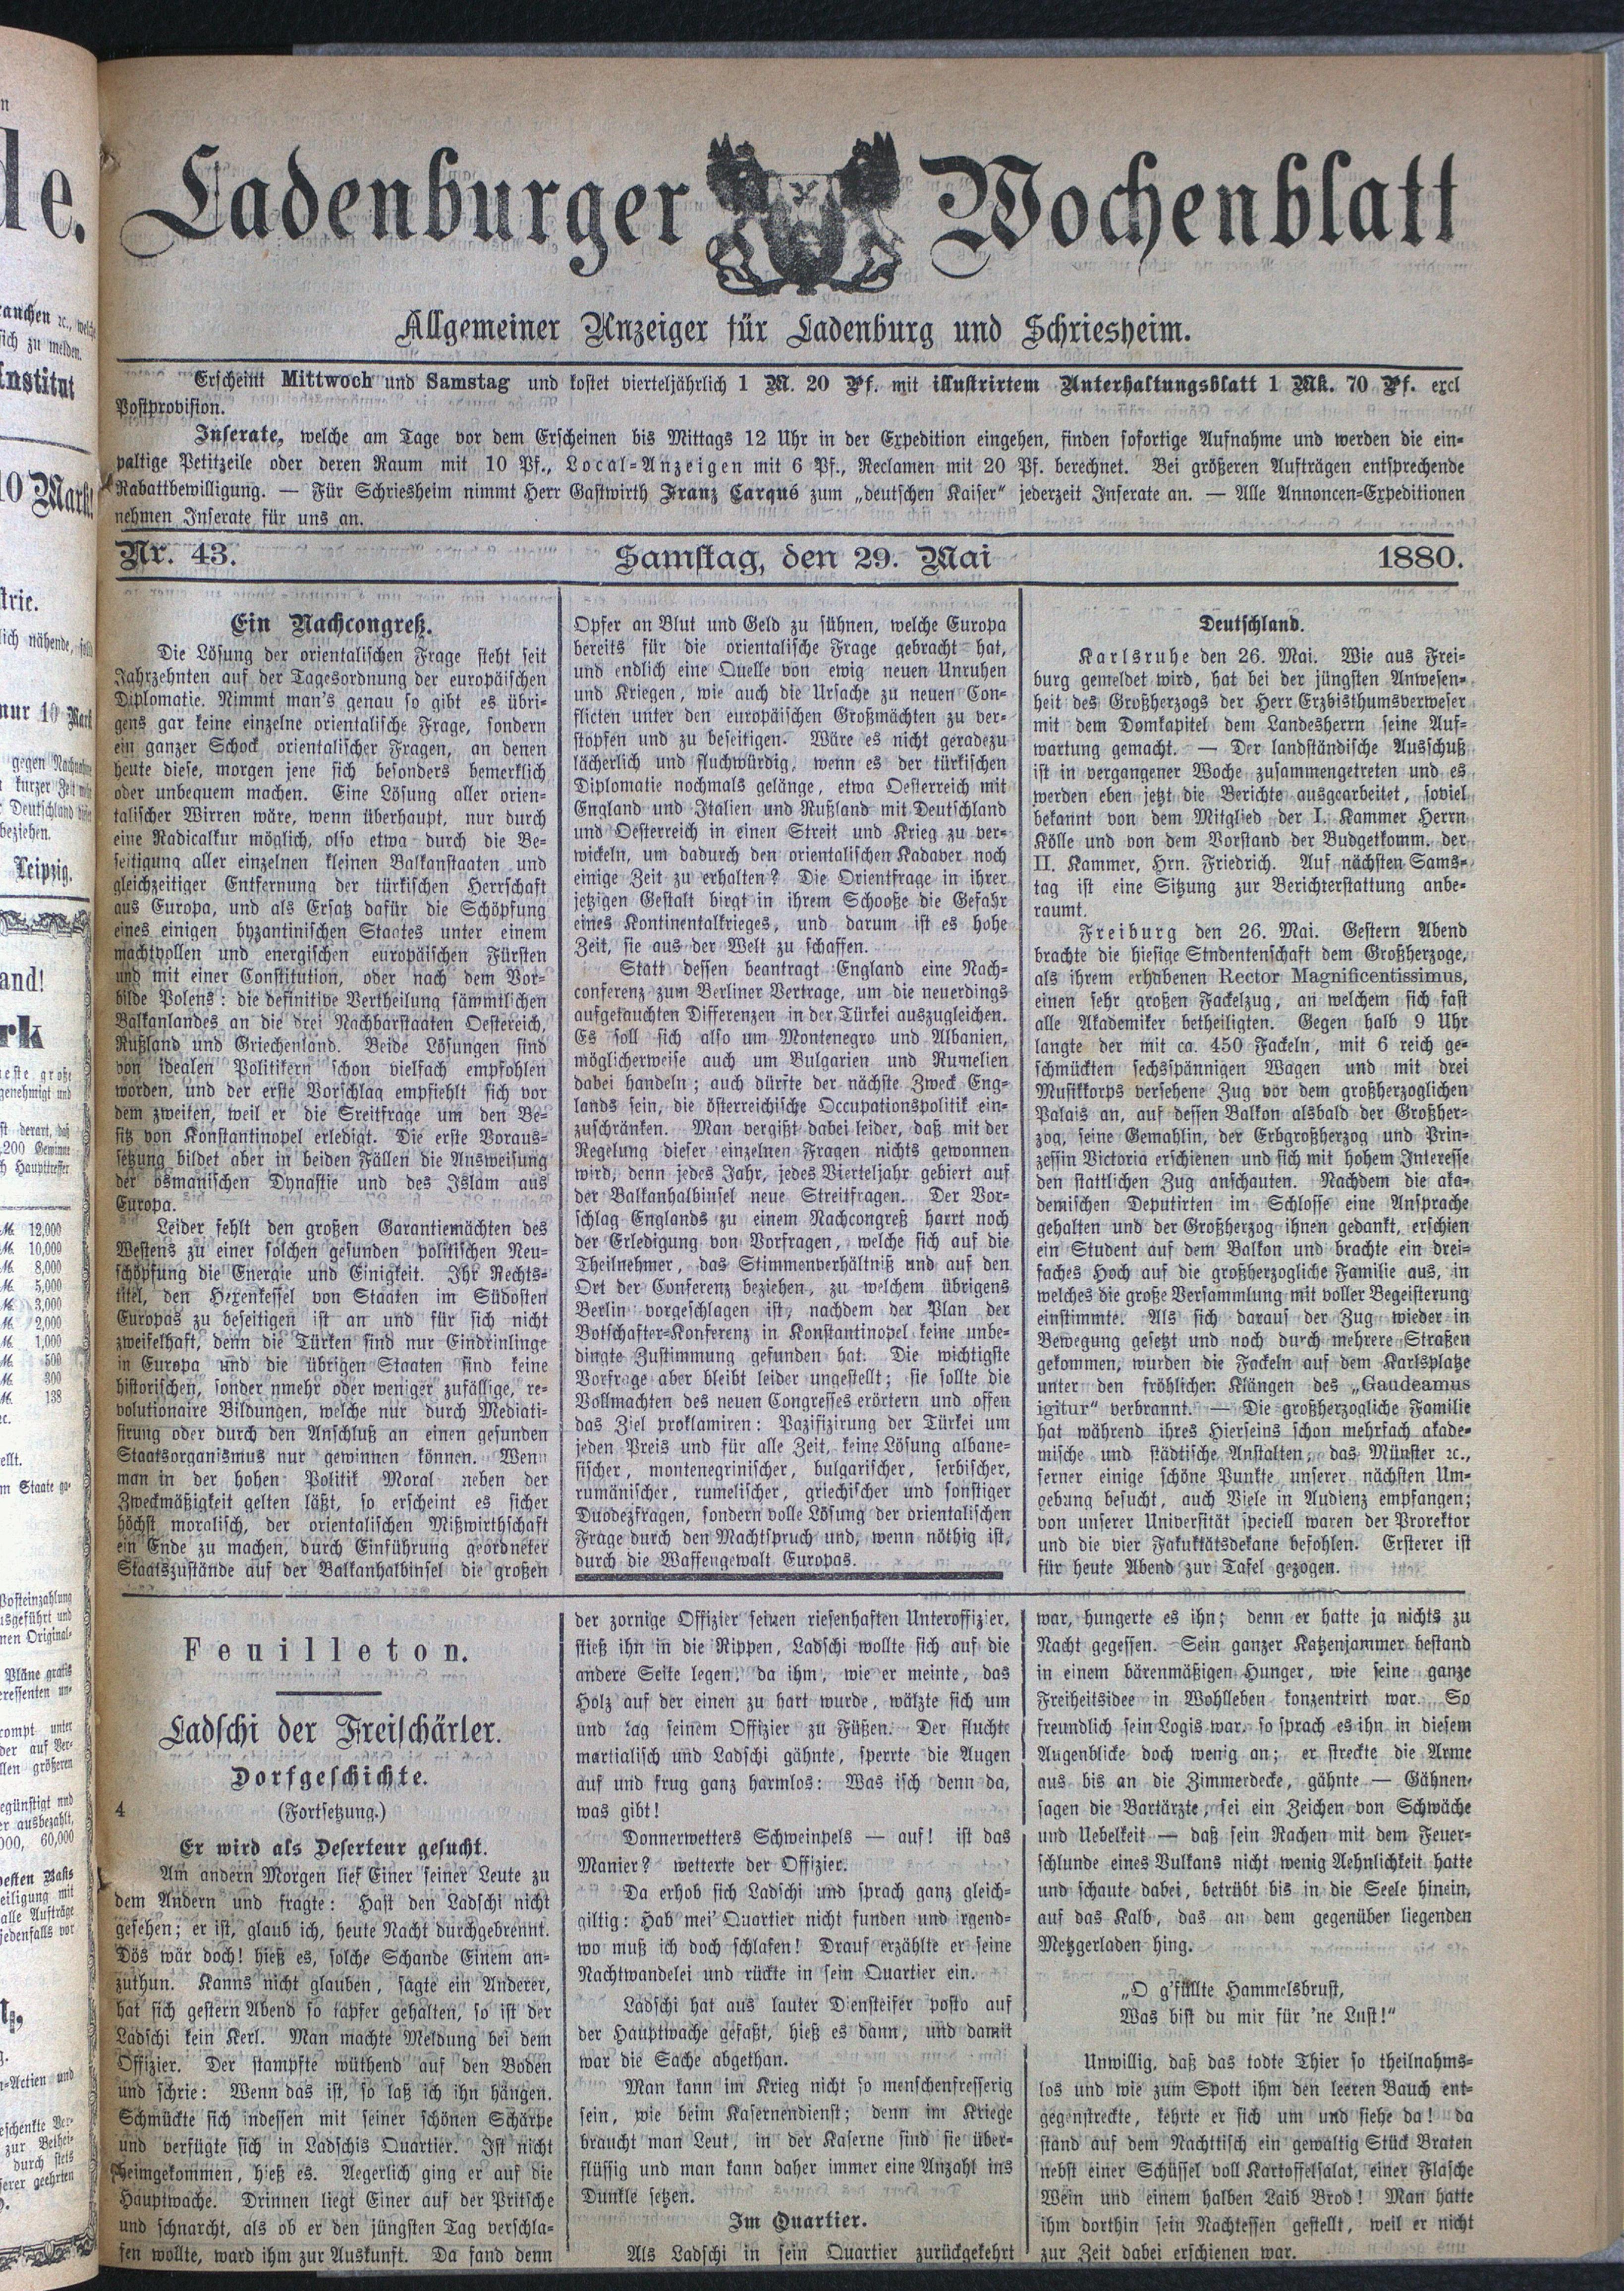 Ladenburger Wochenblatt
Allgemeiner Anzeiger für Ladenburg und Schriesheim.
Erscheint Mittwoch und Samstag und kostet vierteljährlich 1 M. 20 Pf. mit illustrirtem Unterhaltungsblatt 1 Mk. 70 Pf. excl
Postprovision.
Inserate, welche am Tage vor dem Erscheinen bis Mittags 12 Uhr in der Expedition eingehen, finden sofortige Aufnahme und werden die ein-
paltige Petitzeile oder deren Raum mit 10 Pf., Local-Anzeigen mit 6 Pf., Reclamen mit 20 Pf. berechnet. Bei größeren Aufträgen entsprechende
Rabattbewilligung. — Für Schriesheim nimmt Herr Gastwirth Franz Carqué zum „deutschen Kaiser“ jederzeit Inserate an. — Alle Annoncen-Expeditionen
nehmen Inserate für uns an.
Nr. 43. Samstag, den 29. Mai 1880.
Ein Nachcongreß.
Die Lösung der orientalischen Frage steht seit
Jahrzehnten auf der Tagesordnung der europäischen
Diplomatie. Nimmt man's genau so gibt es übri-
gens gar keine einzelne orientalische Frage, sondern
ein ganzer Schock orientalischer Fragen, an denen
heute diese, morgen jene sich besonders bemerklich
oder unbequem machen. Eine Lösung aller orien-
talischer Wirren wäre, wenn überhaupt, nur durch
eine Radicalkur möglich, olso etwa durch die Be-
seitigung aller einzelnen kleinen Balkanstaaten und
gleichzeitiger Entfernung der türkischen Herrschaft
aus Europa, und als Ersatz dafür die Schöpfung
eines einigen byzantinischen Staates unter einem
machtvollen und energischen europäischen Fürsten
und mit einer Constitution, oder nach dem Vor-
bilde Polens: die definitive Vertheilung sämmtlichen
Balkanlandes an die drei Nachbarstaaten Oestereich,
Rußland und Griechenland. Beide Lösungen sind
von idealen Politikern schon vielfach empfohlen
worden, und der erste Vorschlag empfiehlt sich vor
dem zweiten, weil er die Sreitfrage um den Be-
sitz von Konstantinopel erledigt. Die erste Voraus-
setzung bildet aber in beiden Fällen die Ausweisung
der osmanischen Dynastie und des Islam aus
Europa.
Leider fehlt den großen Garantiemächten des
Westens zu einer solchen gesunden politischen Neu-
schöpfung die Energie und Einigkeit. Ihr Rechts-
titel, den Hexenkessel von Staaten im Südosten
Europas zu beseitigen ist an und für sich nicht
zweifelhaft, denn die Türken sind nur Eindrinlinge
in Europa und die übrigen Staaten sind keine
historischen, sonder nmehr oder weniger zufällige, re-
volutionaire Bildungen, welche nur durch Mediati-
sirung oder durch den Anschluß an einen gesunden
Staatsorganismus nur gewinnen können. Wenn
man in der hohen Politik Moral neben der
Zweckmäßigkeit gelten läßt, so erscheint es sicher
höchst moralisch, der orientalischen Mißwirthschaft
ein Ende zu machen, durch Einführung geordneter
Staatszustände auf der Balkanhalbinsel die großen
Opfer an Blut und Geld zu sühnen, welche Europa
bereits für die orientalische Frage gebracht hat,
und endlich eine Quelle von ewig neuen Unruhen
und Kriegen, wie auch die Ursache zu neuen Con-
flicten unter den europäischen Großmächten zu ver-
stopfen und zu beseitigen. Wäre es nicht geradezu
lächerlich und fluchwürdig, wenn es der türkischen
Diplomatie nochmals gelänge, etwa Oesterreich mit
England und Italien und Rußland mit Deutschland
und Oesterreich in einen Streit und Krieg zu ver-
wickeln, um dadurch den orientalischen Kadaver noch
einige Zeit zu erhalten? Die Orientfrage in ihrer
jetzigen Gestalt birgt in ihrem Schooße die Gefahr
eines Kontinentalkrieges, und darum ist es hohe
Zeit, sie aus der Welt zu schaffen.
Statt dessen beantragt England eine Nach-
conferenz zum Berliner Vertrage, um die neuerdings
aufgetauchten Differenzen in der Türkei auszugleichen.
Es soll sich also um Montenegro und Albanien,
möglicherweise auch um Bulgarien und Rumelien
dabei handeln; auch dürfte der nächste Zweck Eng-
lands sein, die österreichische Occupationspolitik ein-
zuschränken. Man vergißt dabei leider, daß mit der
Regelung dieser einzelnen Fragen nichts gewonnen
wird, denn jedes Jahr, jedes Vierteljahr gebiert auf
der Balkanhalbinsel neue Streitfragen. Der Vor-
schlag Englands zu einem Nachcongreß harrt noch
der Erledigung von Vorfragen, welche sich auf die
Theilnehmer, das Stimmenverhältniß und auf den
Ort der Conferenz beziehen, zu welchem übrigens
Berlin vorgeschlagen ist, nachdem der Plan der
Botschafter-Konferenz in Konstantinopel keine unbe-
dingte Zustimmung gefunden hat. Die wichtigste
Vorfrage aber bleibt leider ungestellt; sie sollte die
Vollmachten des neuen Congresses erörtern und offen
das Ziel proklamiren: Pazifizirung der Türkei um
jeden Preis und für alle Zeit, keine Lösung albane-
sischer, montenegrinischer, bulgarischer, serbischer,
rumänischer, rumelischer, griechischer und sonstiger
Duodezfragen, sondern volle Lösung der orientalischen
Frage durch den Machtspruch und, wenn nöthig ist,
durch die Waffengewalt Europas.
Deutschland.
Karlsruhe den 26. Mai. Wie aus Frei-
burg gemeldet wird, hat bei der jüngsten Anwesen-
heit des Großherzogs der Herr Erzbisthumsverweser
mit dem Domkapitel dem Landesherrn seine Auf-
wartung gemacht. — Der landständische Ausschuß
ist in vergangener Woche zusammengetreten und es
werden eben jetzt die Berichte ausgearbeitet, soviel
bekannt von dem Mitglied der I. Kammer Herrn
Kölle und von dem Vorstand der Budgetkomm. der
II. Kammer, Hrn. Friedrich. Auf nächsten Sams-
tag ist eine Sitzung zur Berichterstattung anbe-
raumt.
Freiburg den 26. Mai. Gestern Abend
brachte die hiesige Stndentenschaft dem Großherzoge,
als ihrem erhabenen Rector Magnificentissimus,
einen sehr großen Fackelzug, an welchem sich fast
alle Akademiker betheiligten. Gegen halb 9 Uhr
langte der mit ca. 450 Fackeln, mit 6 reich ge-
schmückten sechsspännigen Wagen und mit drei
Musikkorps versehene Zug vor dem großherzoglichen
Palais an, auf dessen Balkon alsbald der Großher-
zog, seine Gemahlin, der Erbgroßherzog und Prin-
zessin Victoria erschienen und sich mit hohem Interesse
den stattlichen Zug anschauten. Nachdem die aka-
demischen Deputirten im Schlosse eine Ansprache
gehalten und der Großherzog ihnen gedankt, erschien
ein Student auf dem Balkon und brachte ein drei-
faches Hoch auf die großherzogliche Familie aus, in
welches die große Versammlung mit voller Begeisterung
einstimmte. Als sich daraus der Zug wieder in
Bewegung gesetzt und noch durch mehrere Straßen
gekommen, wurden die Fackeln auf dem Karlsplatze
unter den fröhlichen Klängen des „Gaudeamus
igitur“ verbrannt. — Die großherzogliche Familie
hat während ihres Hierseins schon mehrfach akade-
mische und städtische Anstalten, das Münster ꝛc.,
ferner einige schöne Punkte unserer nächsten Um-
gebung besucht, auch Viele in Audienz empfangen;
von unserer Universität speciell waren der Prorektor
und die vier Fakuktätsdekane befohlen. Ersterer ist
für heute Abend zur Tafel gezogen.
Feuilleton.
Ladschi der Freischärler.
Dorfgeschichte.
4 (Fortsetzung.)
Er wird als Deserteur gesucht.
Am andern Morgen lief Einer seiner Leute zu
dem Andern und fragte: Hast den Ladschi nicht
gesehen; er ist, glaub ich, heute Nacht durchgebrennt.
Dös wär doch! hieß es, solche Schande Einem an-
zuthun. Kanns nicht glauben, sagte ein Anderer,
hat sich gestern Abend so tapfer gehalten, so ist der
Ladschi kein Kerl. Man machte Meldung bei dem
Offizier. Der stampfte wüthend auf den Boden
und schrie: Wenn das ist, so laß ich ihn hängen.
Schmückte sich indessen mit seiner schönen Schärpe
und verfügte sich in Ladschis Quartier. Ist nicht
heimgekommen, hieß es. Aegerlich ging er auf die
Hauptwache. Drinnen liegt Einer auf der Pritsche
und schnarcht, als ob er den jüngsten Tag verschla-
fen wollte, ward ihm zur Auskunft. Da fand denn
der zornige Offizier seinen riesenhaften Unteroffizier,
stieß ihn in die Rippen, Ladschi wollte sich auf die
andere Seite legen, da ihm, wie er meinte, das
Holz auf der einen zu hart wurde, wälzte sich um
und lag seinem Offizier zu Füßen. Der fluchte
martialisch und Ladschi gähnte, sperrte die Augen
auf und frug ganz harmlos: Was isch denn da,
was gibt!
Donnerwetters Schweinpels — auf! ist das
Manier? wetterte der Offizier.
Da erhob sich Ladschi und sprach ganz gleich-
giltig: Hab mei' Quartier nicht funden und irgend-
wo muß ich doch schlafen! Drauf erzählte er seine
Nachtwandelei und rückte in sein Quartier ein.
Ladschi hat aus lauter Diensteifer posto auf
der Hauptwache gefaßt, hieß es dann, und damit
war die Sache abgethan.
Man kann im Krieg nicht so menschenfresserig
sein, wie beim Kasernendienst; denn im Kriege
braucht man Leut, in der Kaserne sind sie über-
flüssig und man kann daher immer eine Anzahl ins
Dunkle setzen.
Im Quartier.
Als Ladschi in sein Quartier zurückgekehrt
war, hungerte es ihn; denn er hatte ja nichts zu
Nacht gegessen. Sein ganzer Katzenjammer bestand
in einem bärenmäßigen Hunger, wie seine ganze
Freiheitsidee in Wohlleben konzentrirt war. So
freundlich sein Logis war, so sprach es ihn in diesem
Augenblicke doch wenig an; er streckte die Arme
aus bis an die Zimmerdecke, gähnte — Gähnen,
sagen die Bartärzte, sei ein Zeichen von Schwäche
und Uebelkeit — daß sein Rachen mit dem Feuer-
schlunde eines Vulkans nicht wenig Aehnlichkeit hatte
und schaute dabei, betrübt bis in die Seele hinein,
auf das Kalb, das an dem gegenüber liegenden
Metzgerladen hing.
„O g'füllte Hammelsbrust,
Was bist du mir für 'ne Lust!“
Unwillig, daß das todte Thier so theilnahms-
los und wie zum Spott ihm den leeren Bauch ent-
gegenstreckte, kehrte er sich um und siehe da! da
stand auf dem Nachttisch ein gewaltig Stück Braten
nebst einer Schüssel voll Kartoffelsalat, einer Flasche
Wein und einem halben Laib Brod! Man hatte
ihm dorthin sein Nachtessen gestellt, weil er nicht
zur Zeit dabei erschienen war.